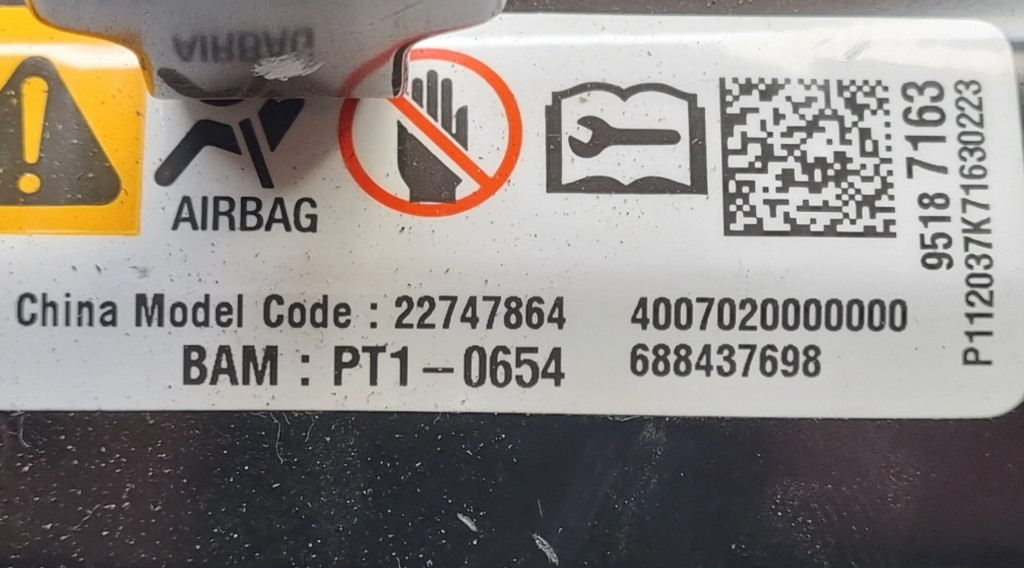 AIRBAG
AIRBAG
China Model Code : 22747864
BAM : PT1-0654
4007020000000
688437698
9518 7163
P112037K71630223